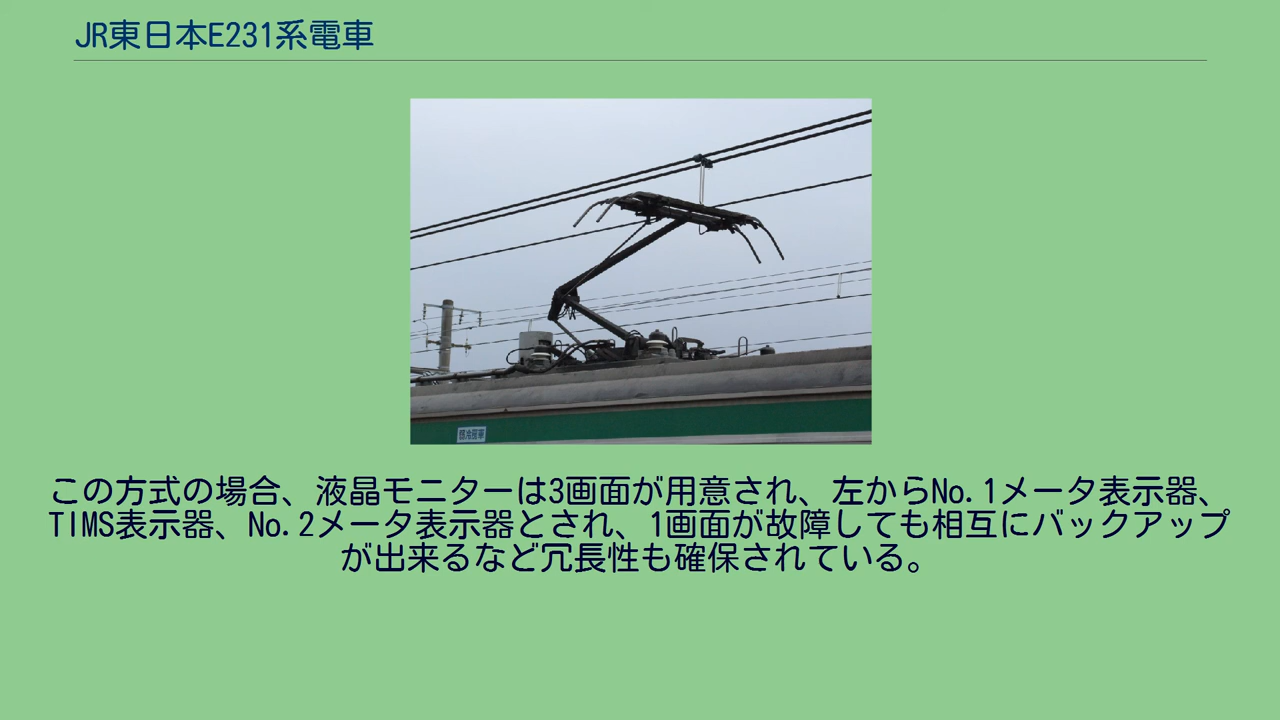 JR東日本E231系電車
この方式の場合、液晶モニターは3画面が用意され、左からNo.1メータ表示器、
TIMS表示器、No.2メータ表示器とされ、1画面が故障しても相互にバックアップ
が出来るなど冗長性も確保されている。